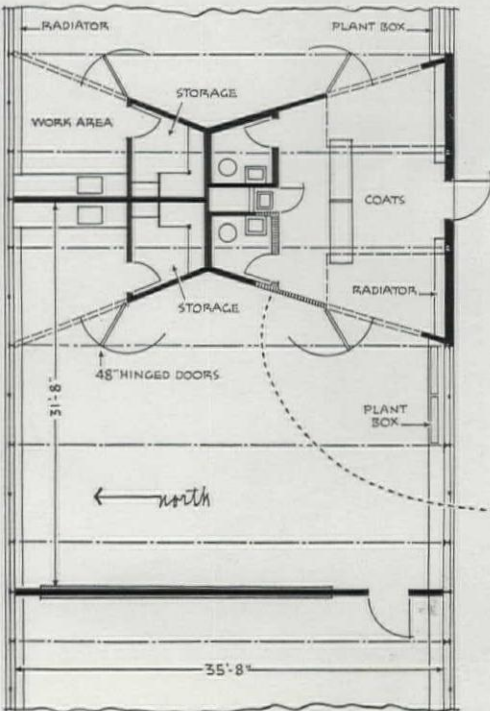 RADIATOR
PLANT BOX
STORAGE
WORK AREA
COATS
RADIATOR
STORAGE
48" HINGED DOORS
31'-8"
PLANT
BOX
north
35'-8"